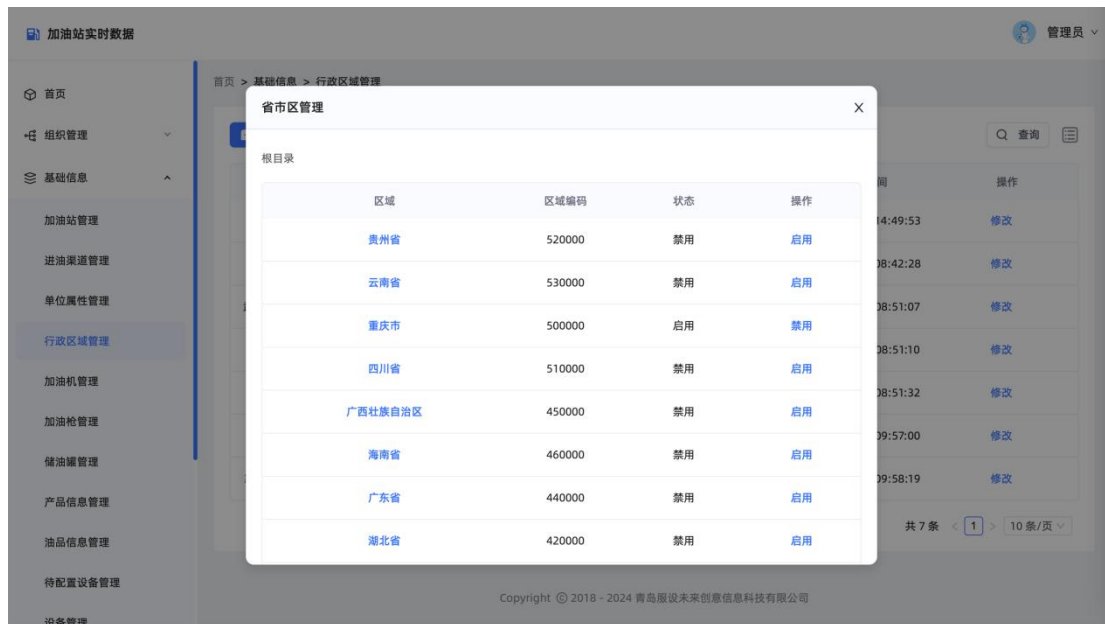 加油站实时数据
管理员
首页
组织管理
基础信息
加油站管理
进油渠道管理
单位属性管理
行政区域管理
加油机管理
加油枪管理
储油罐管理
产品信息管理
油品信息管理
待配置设备管理
设备管理
首页 > 基础信息 > 行政区域管理
省市区管理 X
根目录
区域 区域编码 状态 操作
贵州省 520000 禁用 启用
云南省 530000 禁用 启用
重庆市 500000 启用 禁用
四川省 510000 禁用 启用
广西壮族自治区 450000 禁用 启用
海南省 460000 禁用 启用
广东省 440000 禁用 启用
湖北省 420000 禁用 启用
查询
间 操作
14:49:53 修改
08:42:28 修改
08:51:07 修改
08:51:10 修改
08:51:32 修改
09:57:00 修改
09:58:19 修改
共 7 条 < 1 > 10 条/页
Copyright © 2018 - 2024 青岛服设未来创意信息科技有限公司